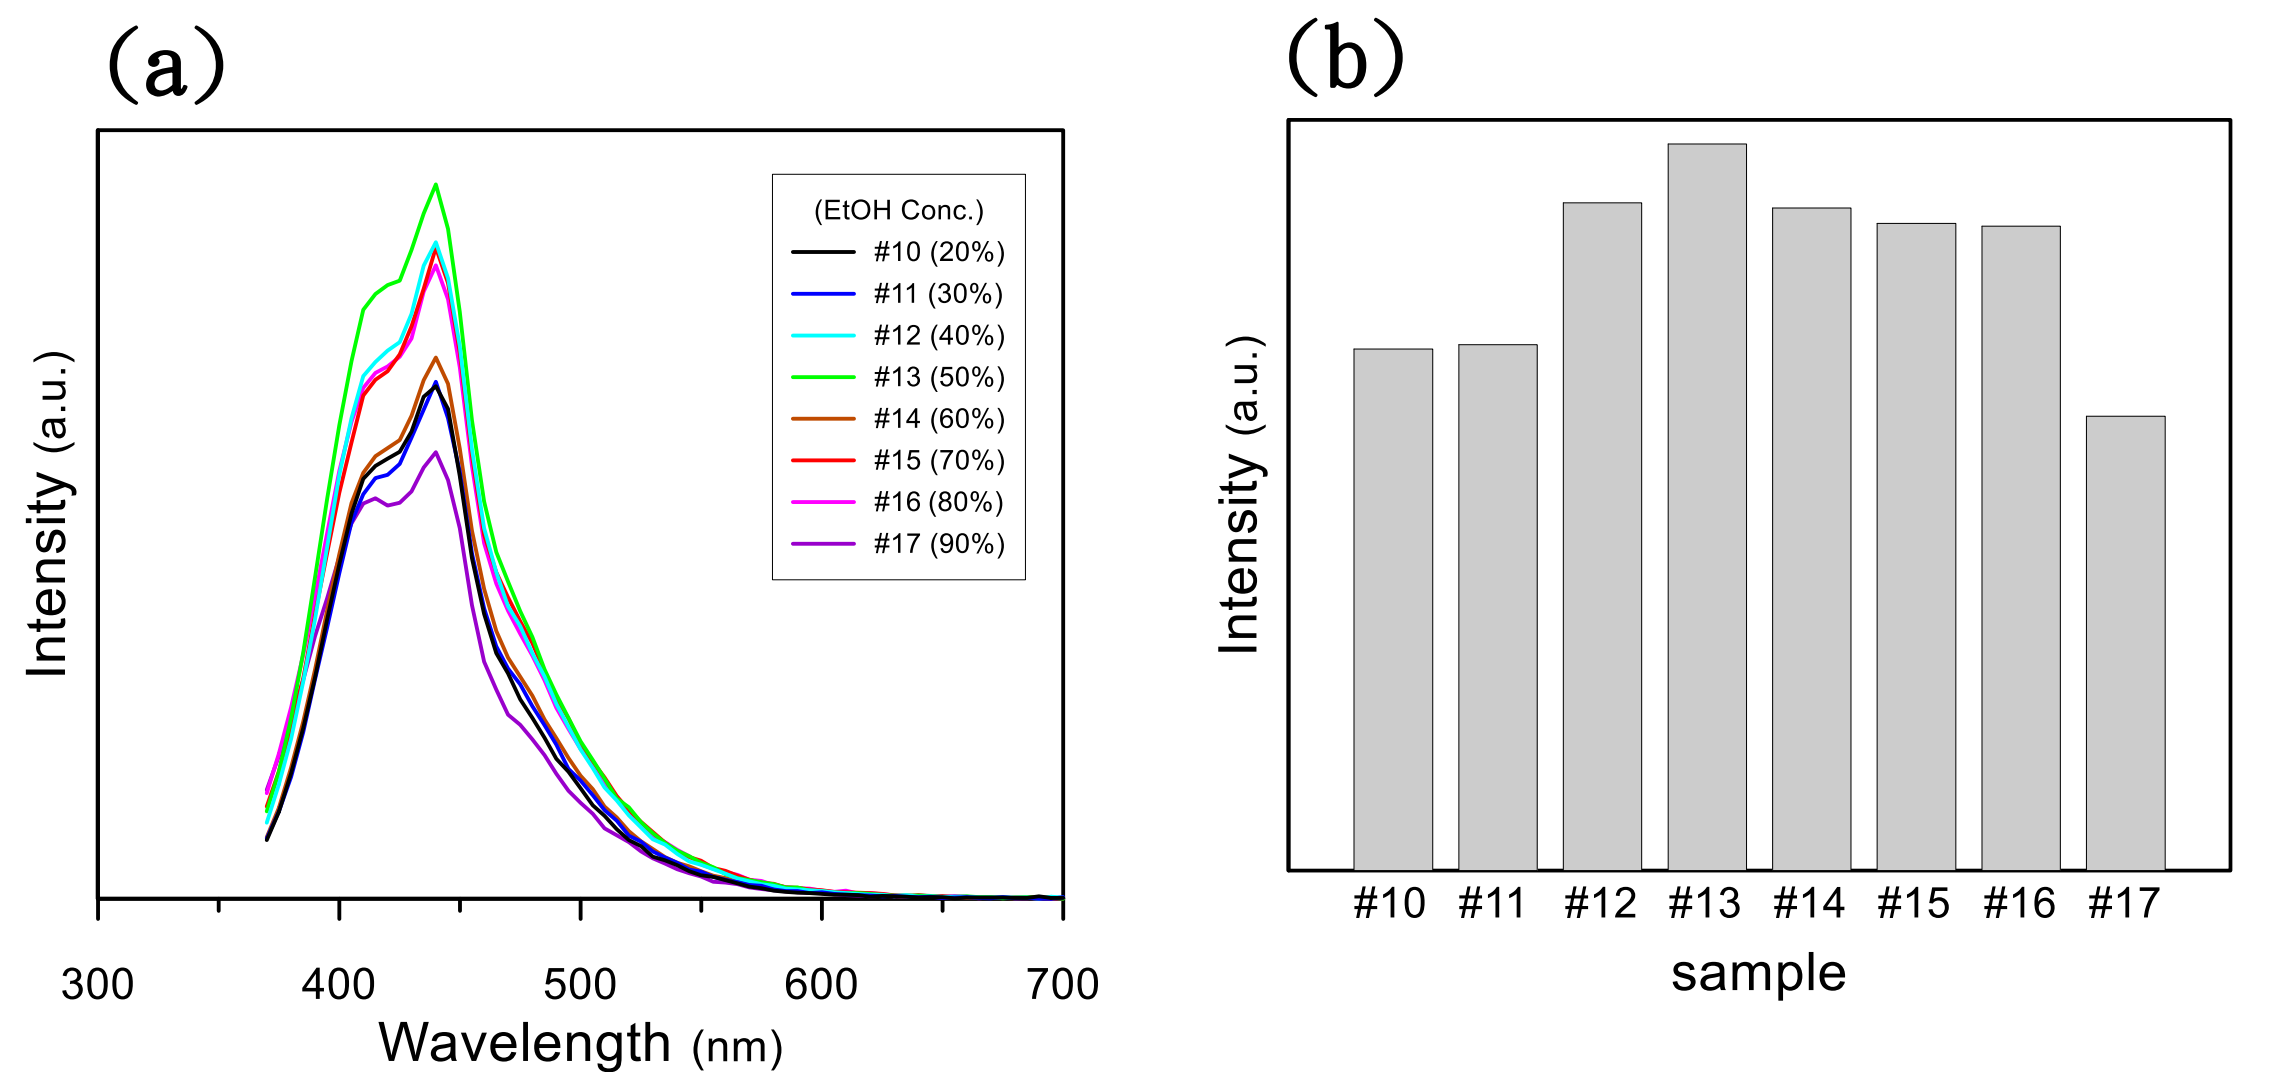 (a)
Intensity (a.u.)
(EtOH Conc.)
#10 (20%)
#11 (30%)
#12 (40%)
#13 (50%)
#14 (60%)
#15 (70%)
#16 (80%)
#17 (90%)
300 400 500 600 700
Wavelength (nm)
(b)
Intensity (a.u.)
#10 #11 #12 #13 #14 #15 #16 #17
sample